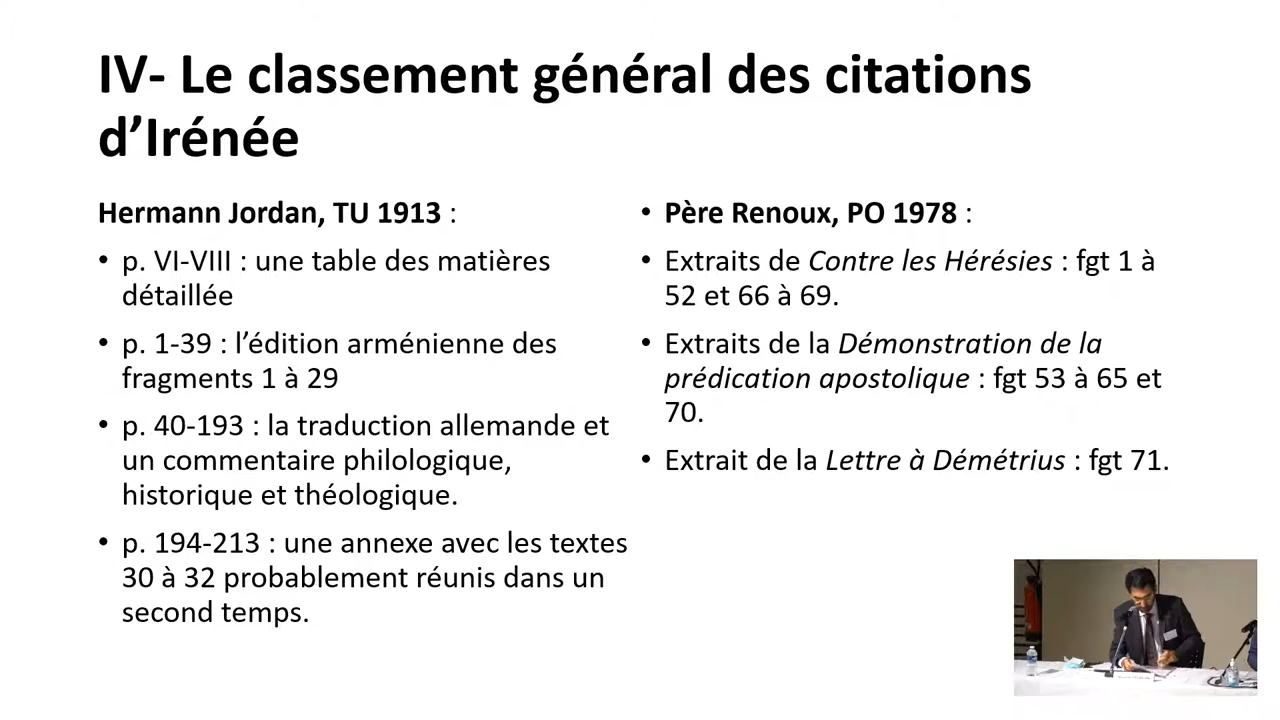 IV- Le classement général des citations
d’Irénée
Hermann Jordan, TU 1913 :
• p. VI-VIII : une table des matières
détaillée
• p. 1-39 : l’édition arménienne des
fragments 1 à 29
• p. 40-193 : la traduction allemande et
un commentaire philologique,
historique et théologique.
• p. 194-213 : une annexe avec les textes
30 à 32 probablement réunis dans un
second temps.
• Père Renoux, PO 1978 :
• Extraits de Contre les Hérésies : fgt 1 à
52 et 66 à 69.
• Extraits de la Démonstration de la
prédication apostolique : fgt 53 à 65 et
70.
• Extrait de la Lettre à Démétrius : fgt 71.